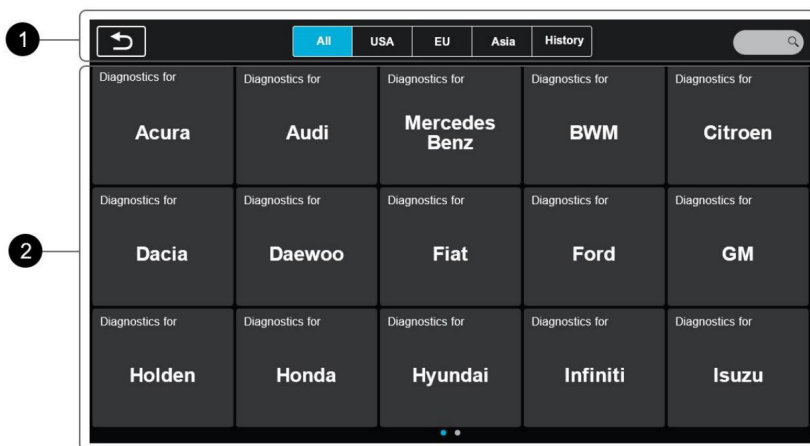 1
All USA EU Asia History
2
Diagnostics for Diagnostics for Diagnostics for Diagnostics for Diagnostics for
Acura Audi Mercedes Benz BWM Citroen
Diagnostics for Diagnostics for Diagnostics for Diagnostics for Diagnostics for
Dacia Daewoo Fiat Ford GM
Diagnostics for Diagnostics for Diagnostics for Diagnostics for Diagnostics for
Holden Honda Hyundai Infiniti Isuzu